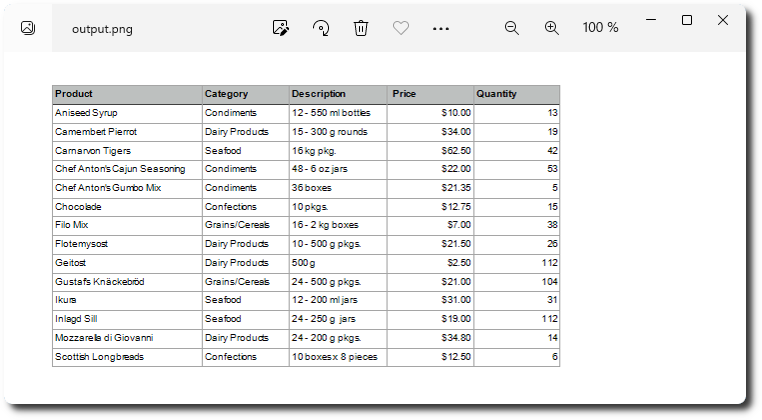 output.png 100 %
Product Category Description Price Quantity
Aniseed Syrup Condiments 12 - 550 ml bottles $10.00 13
Camembert Pierrot Dairy Products 15 - 300 g rounds $34.00 19
Carnarvon Tigers Seafood 16 kg pkg. $62.50 42
Chef Anton's Cajun Seasoning Condiments 48 - 6 oz jars $22.00 53
Chef Anton's Gumbo Mix Condiments 36 boxes $21.35 5
Chocolade Confections 10 pkgs. $12.75 15
Filo Mix Grains/Cereals 16 - 2 kg boxes $7.00 38
Flotemysost Dairy Products 10 - 500 g pkgs. $21.50 26
Geitost Dairy Products 500 g $2.50 112
Gustaf's Knäckebröd Grains/Cereals 24 - 500 g pkgs. $21.00 104
Ikura Seafood 12 - 200 ml jars $31.00 31
Inlagd Sill Seafood 24 - 250 g jars $19.00 112
Mozzarella di Giovanni Dairy Products 24 - 200 g pkgs. $34.80 14
Scottish Longbreads Confections 10 boxes x 8 pieces $12.50 6